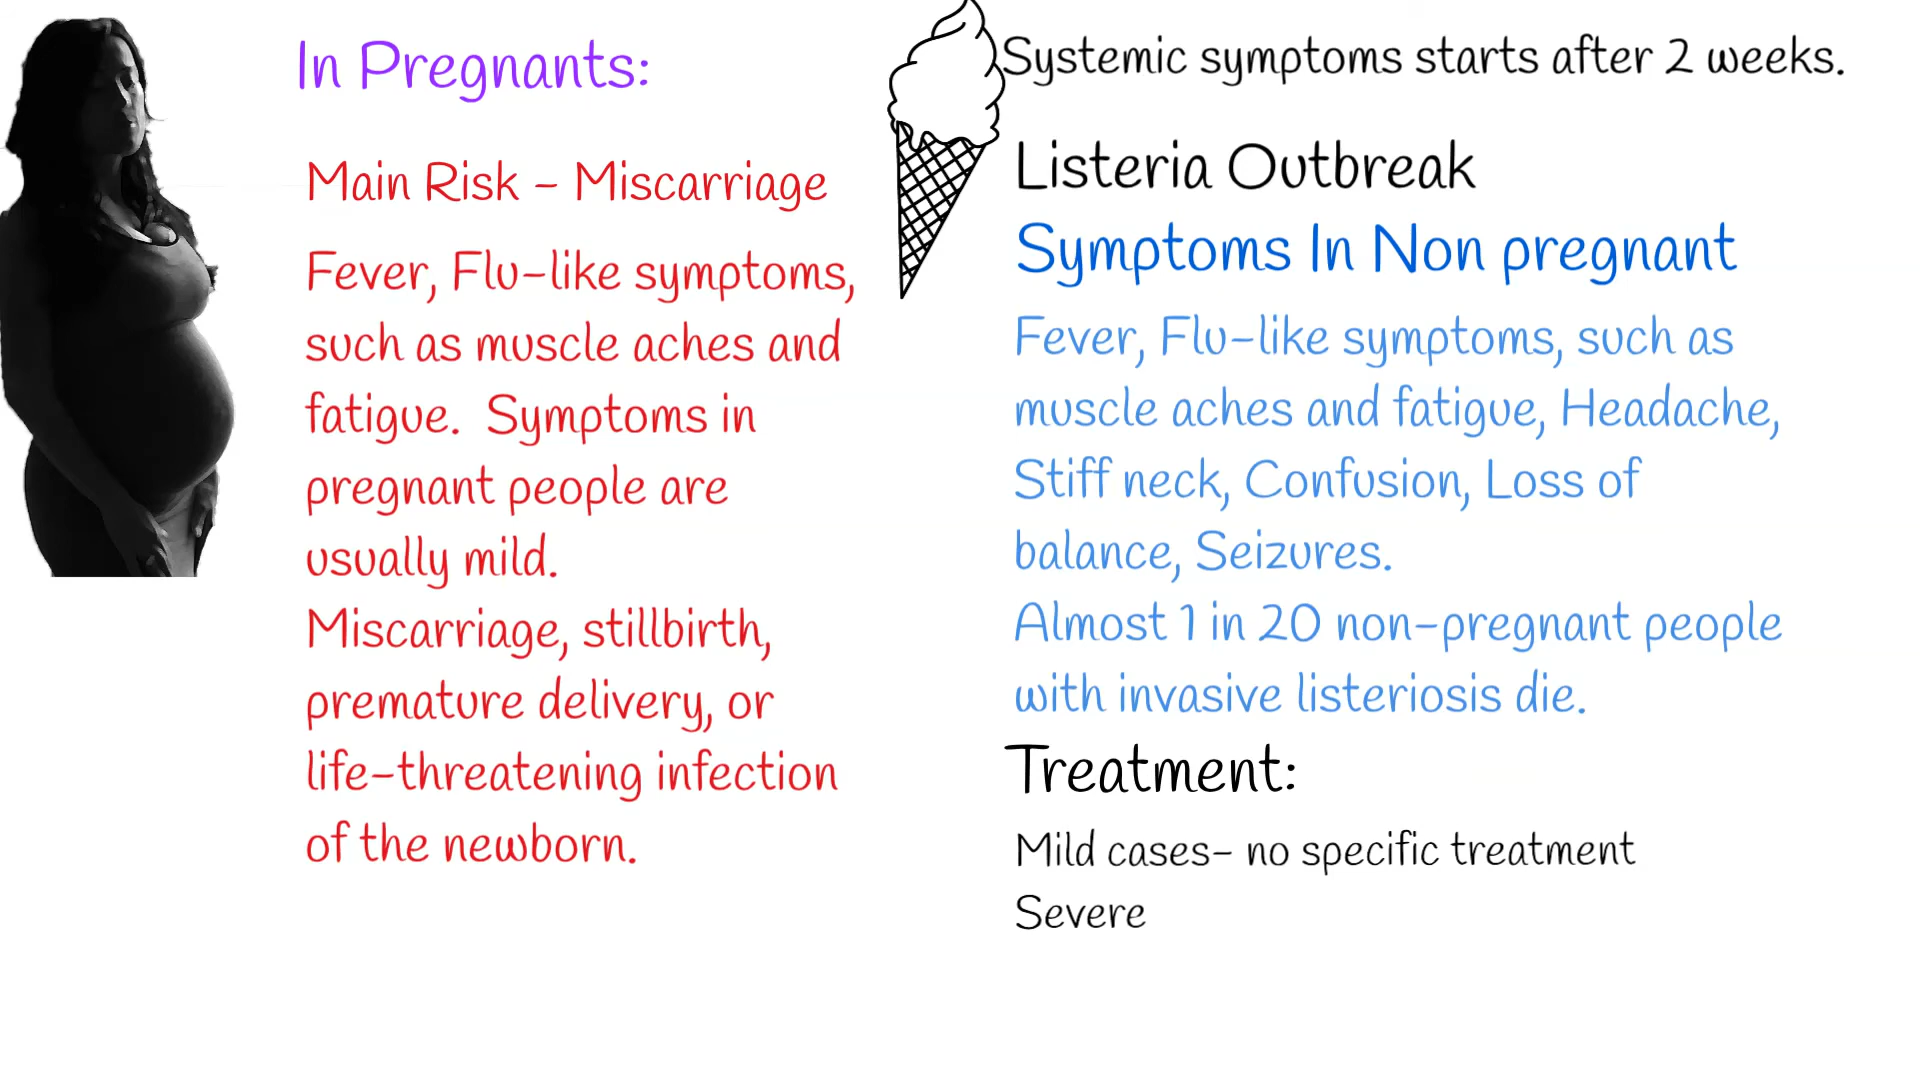 In Pregnants:
Main Risk - Miscarriage
Fever, Flu-like symptoms,
such as muscle aches and
fatigue.  Symptoms in
pregnant people are
usually mild.
Miscarriage, stillbirth,
premature delivery, or
life-threatening infection
of the newborn.
Systemic symptoms starts after 2 weeks.
Listeria Outbreak
Symptoms In Non pregnant
Fever, Flu-like symptoms, such as
muscle aches and fatigue, Headache,
Stiff neck, Confusion, Loss of
balance, Seizures.
Almost 1 in 20 non-pregnant people
with invasive listeriosis die.
Treatment:
Mild cases- no specific treatment
Severe